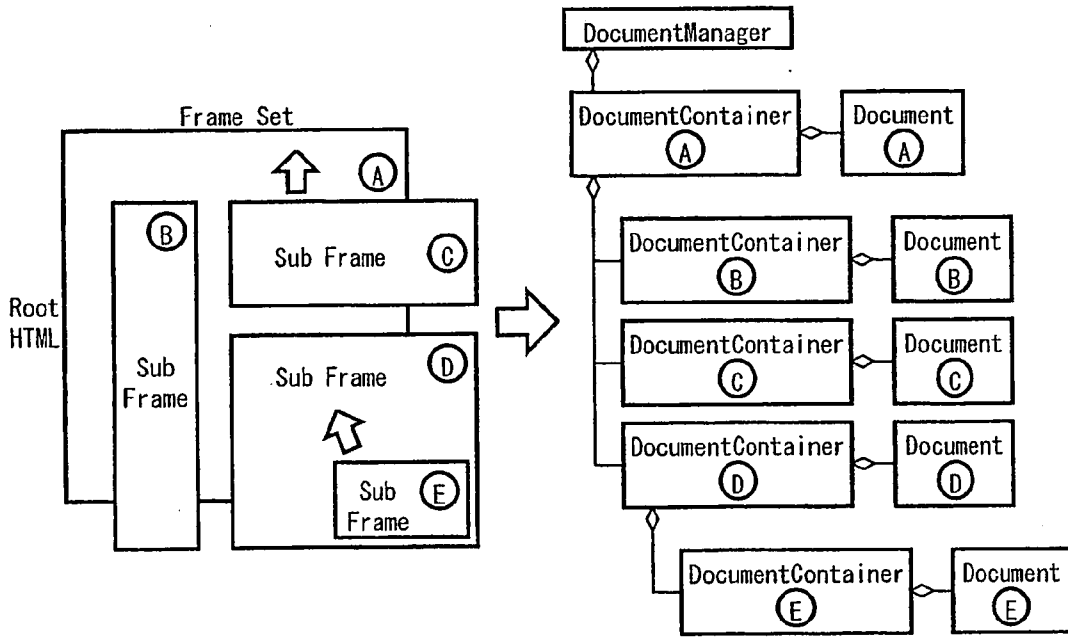 Frame Set
A
B
Sub Frame
C
Root
HTML
Sub
Frame
Sub Frame
D
Sub
Frame
E
DocumentManager
DocumentContainer
A
Document
A
DocumentContainer
B
Document
B
DocumentContainer
C
Document
C
DocumentContainer
D
Document
D
DocumentContainer
E
Document
E